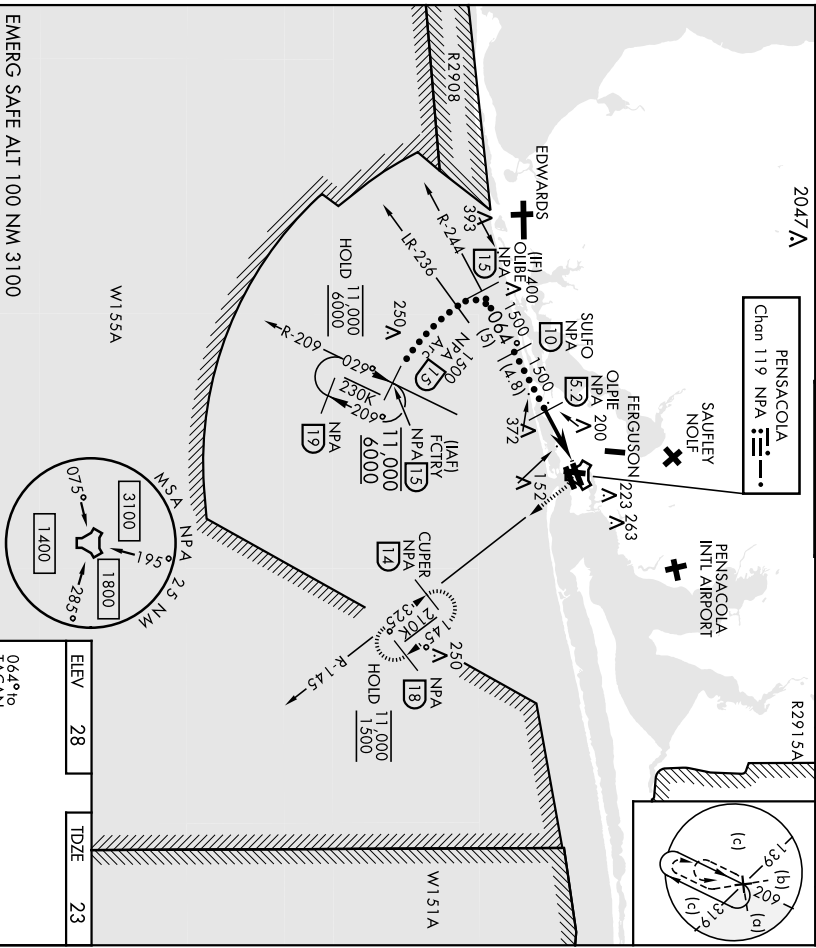 EMERG SAFE ALT 100 NM 3100
2047
PENSACOLA
Chan 119 NPA
R2908
EDWARDS
SAUFLEY
NOLF
FERGUSON
PENSACOLA
INTL AIRPORT
R2915A
393
R-244
LR-236
(IF)
OLIBE
NPA
15
400
1500
064°
(5)
SULFO
NPA
10
1500
(4.8)
OLPIE
NPA
5.2
200
372
152
223
263
250
1500
NPA
Arc
15
HOLD
11,000
6000
R-209
029°
230K
209°
NPA
19
(IAF)
FCTRY
NPA
15
11,000
6000
CUPER
NPA
14
145°
210K
325°
250
NPA
18
HOLD
11,000
1500
R-145
W155A
W151A
MSA NPA 25 NM
075°
195°
285°
3100
1800
1400
139
209
319
(a)
(b)
(c)
(c)
ELEV 28
TDZE 23
064° to